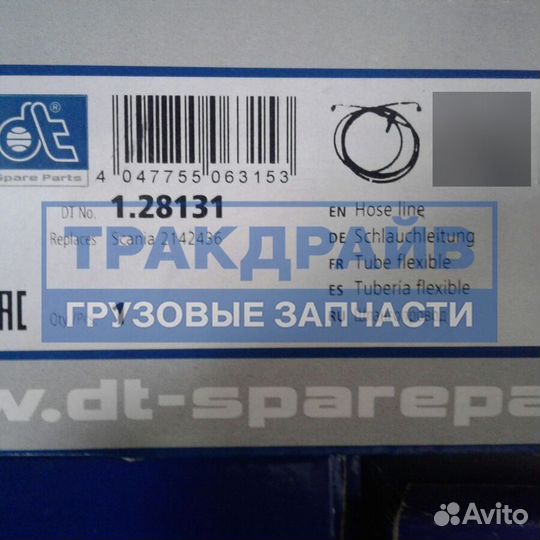 dt®
Spare Parts
4 047755 063153
DT No. 1.28131
Replaces Scania 2142436
Qty./
EN Hose line
DE Schlauchleitung
FR Tube flexible
ES Tuberia flexible
RU
ТРАКДРАЙВ
ГРУЗОВЫЕ ЗАПЧАСТИ
.dt-sparepa
Avito